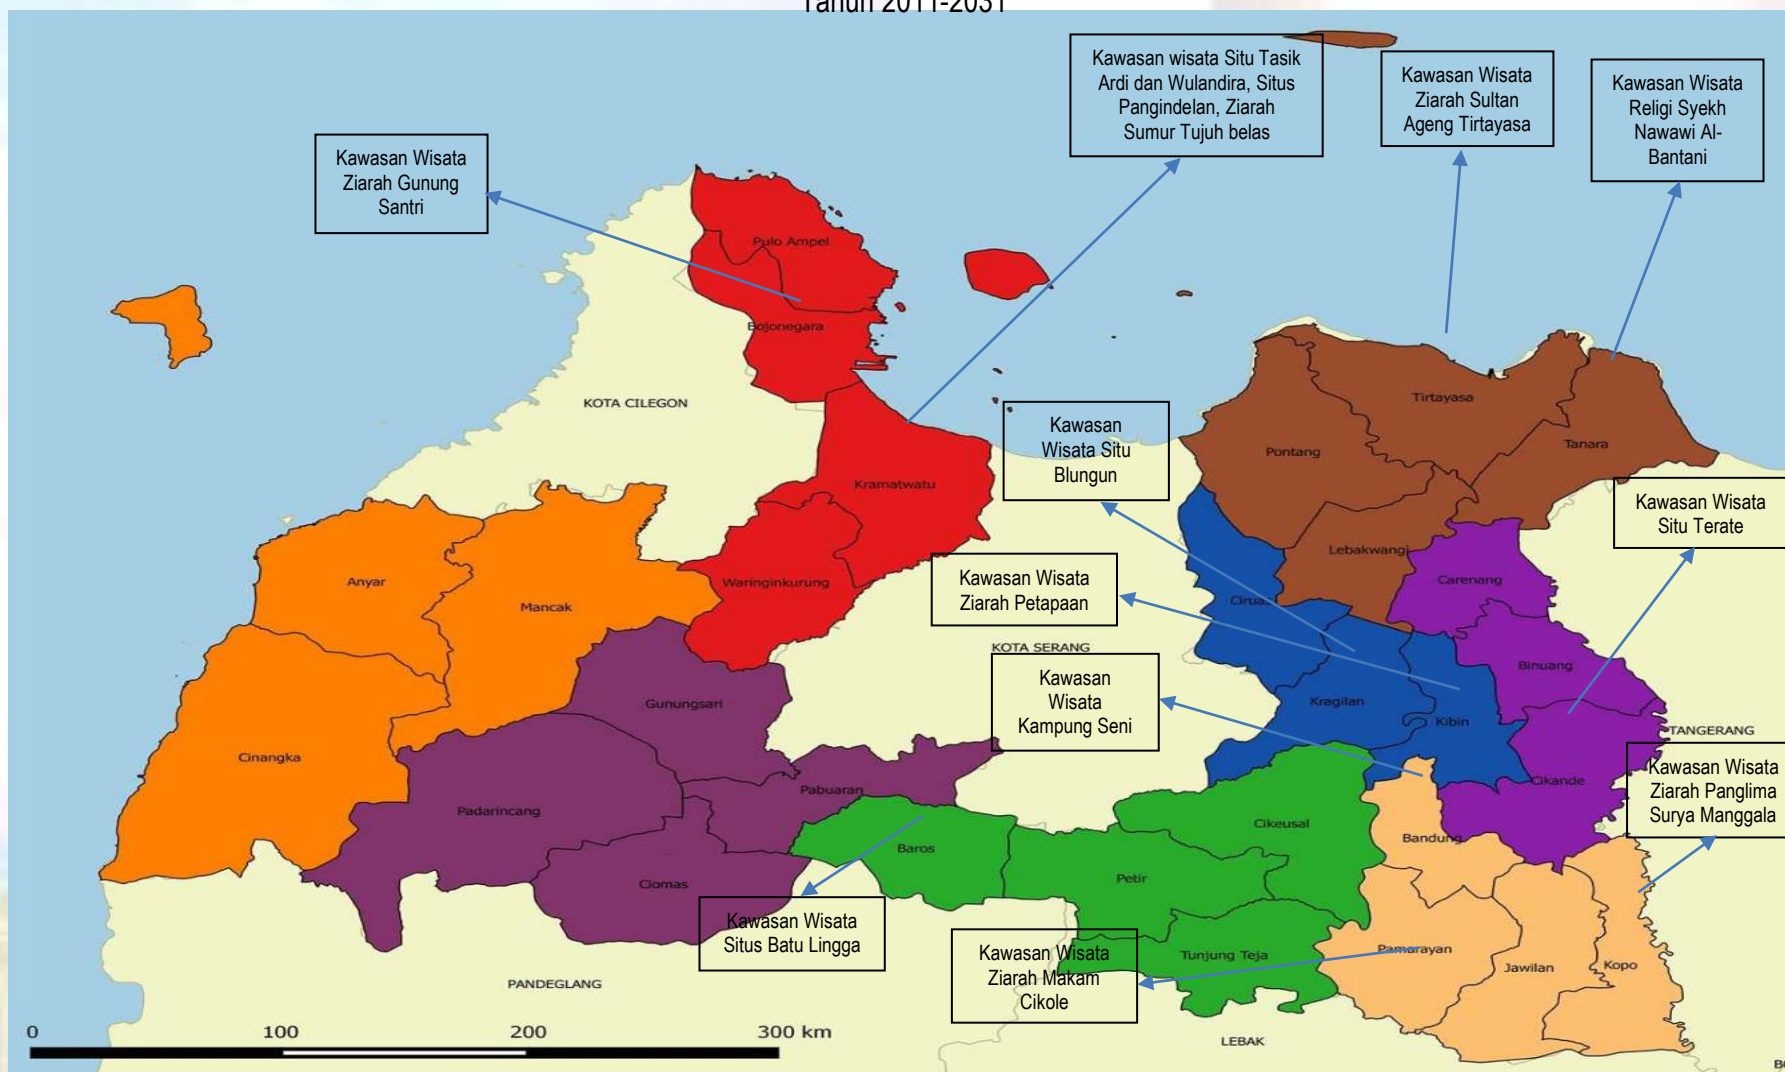 Tahun 2011-2031
Kawasan wisata Situ Tasik
Ardi dan Wulandira, Situs
Pangindelan, Ziarah
Sumur Tujuh belas
Kawasan Wisata
Ziarah Sultan
Ageng Tirtayasa
Kawasan Wisata
Religi Syekh
Nawawi Al-
Bantani
Kawasan Wisata
Ziarah Gunung
Santri
Pulo Ampel
Bojonegara
KOTA CILEGON
Tirtayasa
Kawasan
Wisata Situ
Blungun
Pontang
Tanara
Kramatwatu
Kawasan Wisata
Situ Terate
Lebakwangi
Anyar
Mancak
Waringinkurung
Kawasan Wisata
Ziarah Petapaan
Ciruas
Carenang
KOTA SERANG
Binuang
Kawasan
Wisata
Kampung Seni
Gunungsari
Kragilan
Kibin
TANGERANG
Cinangka
Padarincang
Pabuaran
Cikande
Kawasan Wisata
Ziarah Panglima
Surya Manggala
Cikeusal
Bandung
Baros
Petir
Ciomas
Kawasan Wisata
Situs Batu Lingga
Kawasan Wisata
Ziarah Makam
Cikole
Tunjung Teja
Pamarayan
Jawilan
Kopo
PANDEGLANG
0 100 200 300 km
LEBAK